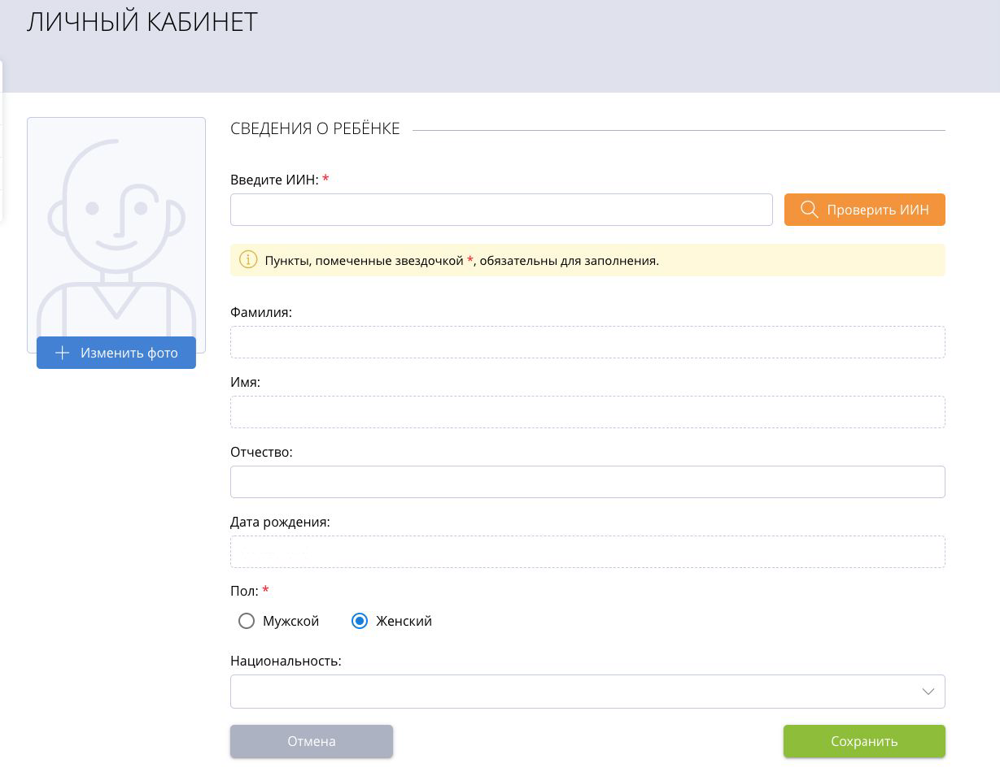 ЛИЧНЫЙ КАБИНЕТ
СВЕДЕНИЯ О РЕБЁНКЕ
Введите ИИН: *
Проверить ИИН
Пункты, помеченные звездочкой *, обязательны для заполнения.
Фамилия:
Изменить фото
Имя:
Отчество:
Дата рождения:
Пол: *
Мужской Женский
Национальность:
Отмена Сохранить